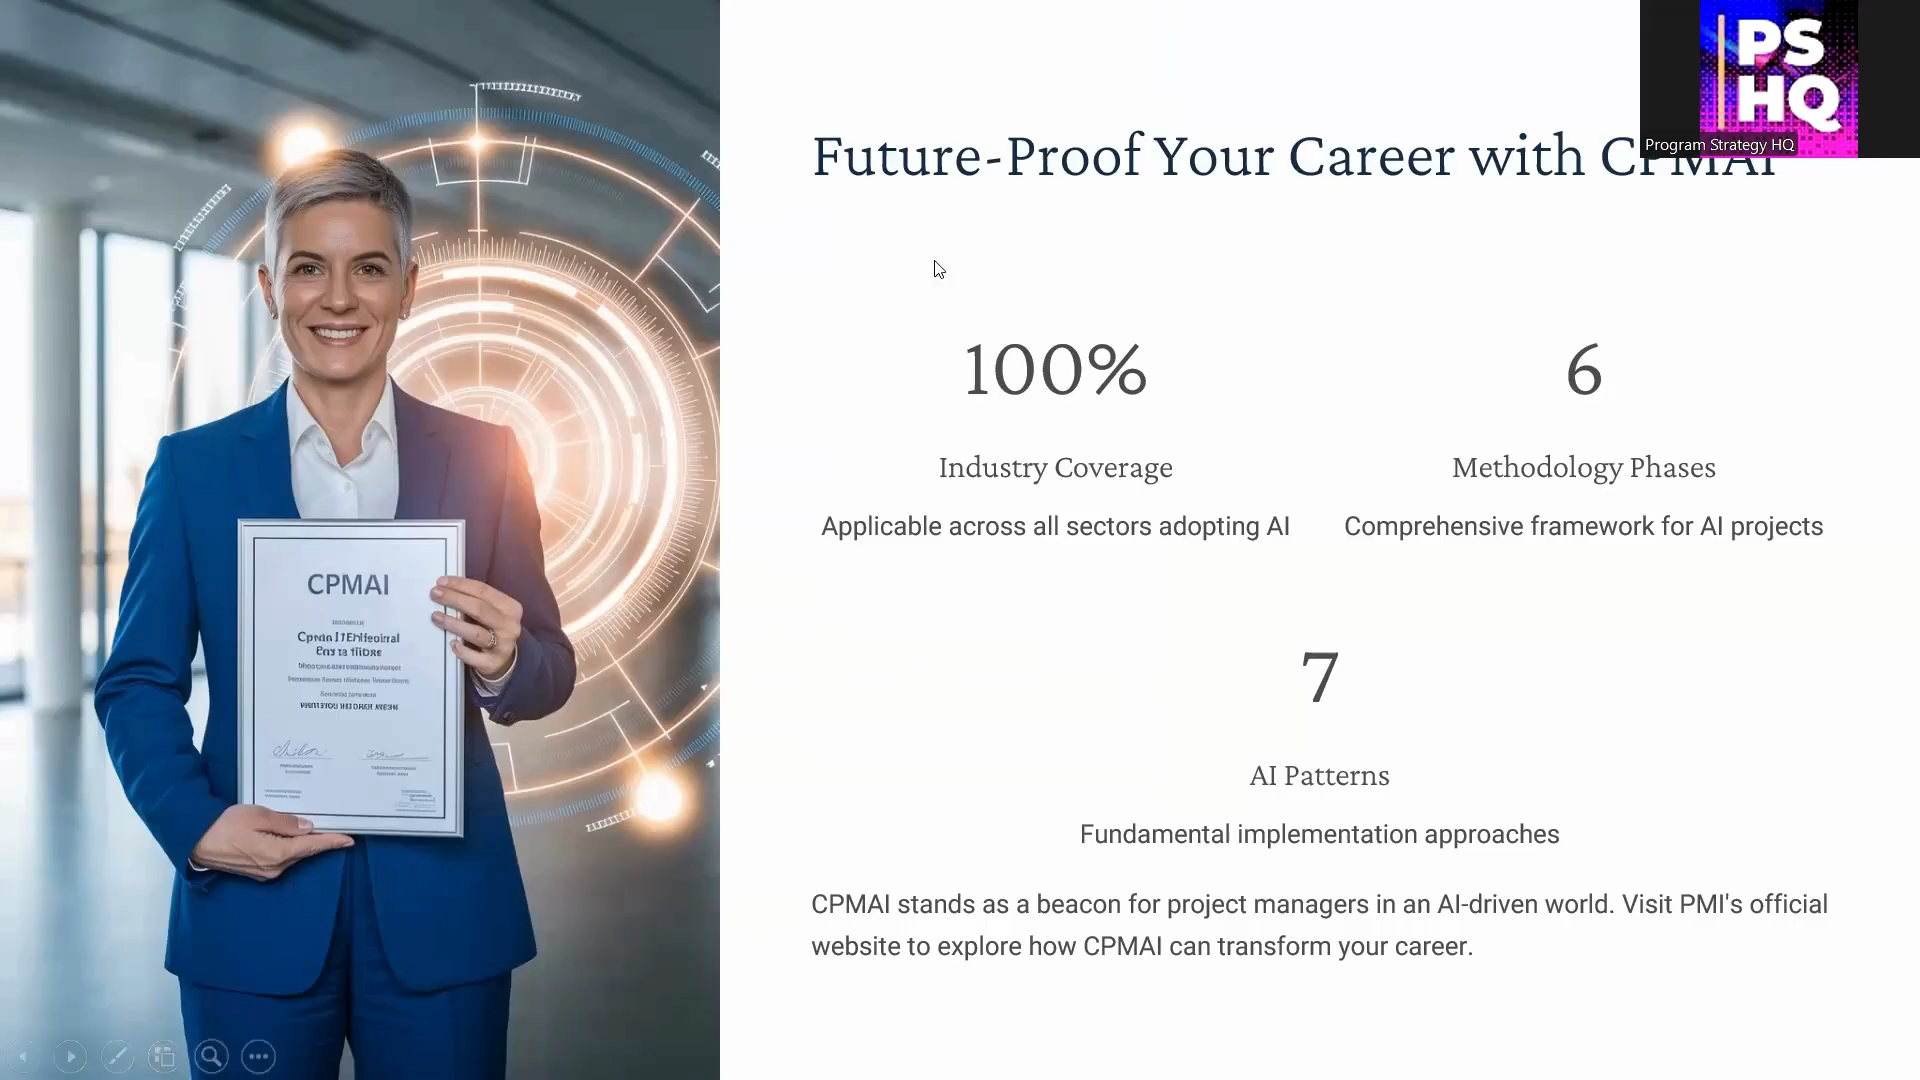 PS
HQ
Program Strategy HQ
Future-Proof Your Career with CPMAI
100%
6
Industry Coverage
Methodology Phases
Applicable across all sectors adopting AI
Comprehensive framework for AI projects
7
AI Patterns
Fundamental implementation approaches
CPMAI stands as a beacon for project managers in an AI-driven world. Visit PMI's official
website to explore how CPMAI can transform your career.
CPMAI